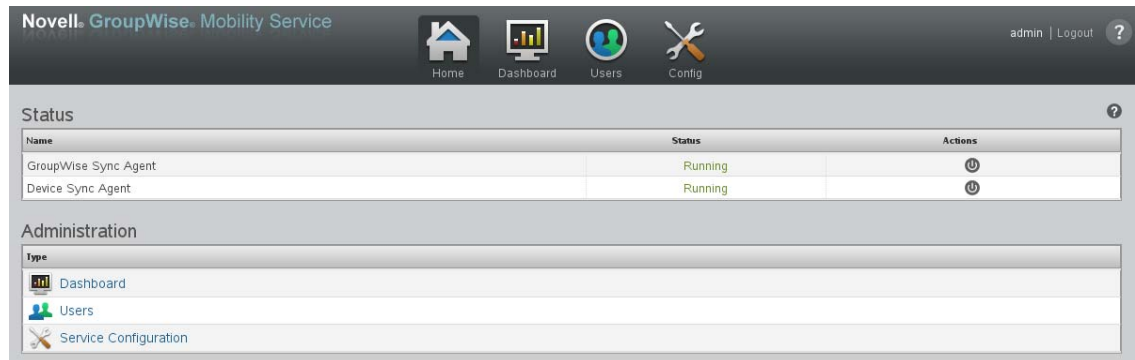 Novell® GroupWise® Mobility Service
Home
Dashboard
Users
Config
admin | Logout ?
Status ?
Name Status Actions
GroupWise Sync Agent Running
Device Sync Agent Running
Administration
Type
Dashboard
Users
Service Configuration